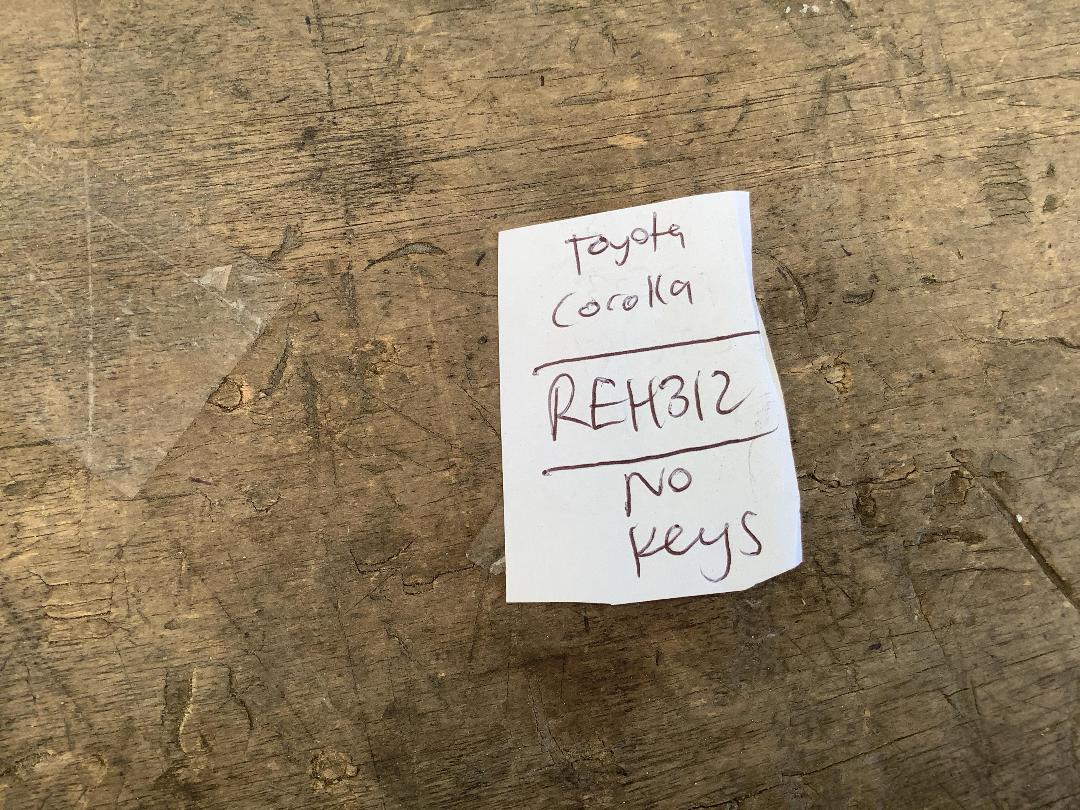 Toyota
Corolla
REH312
No
Keys